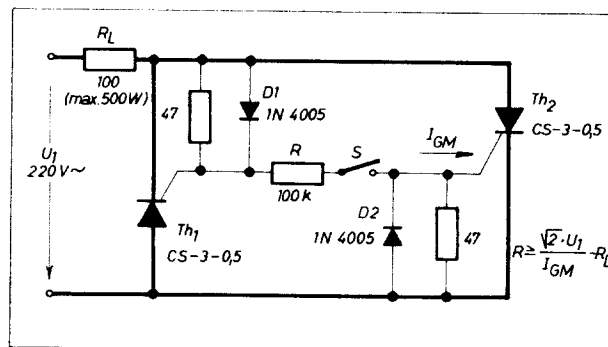 R_L
100
(max. 500W)
U_1
220 V~
47
D1
1N 4005
R
100 k
S
Th_1
CS-3-0,5
D2
1N 4005
I_GM
47
Th_2
CS-3-0,5
R ≥ √2·U_1 / I_GM - R_L